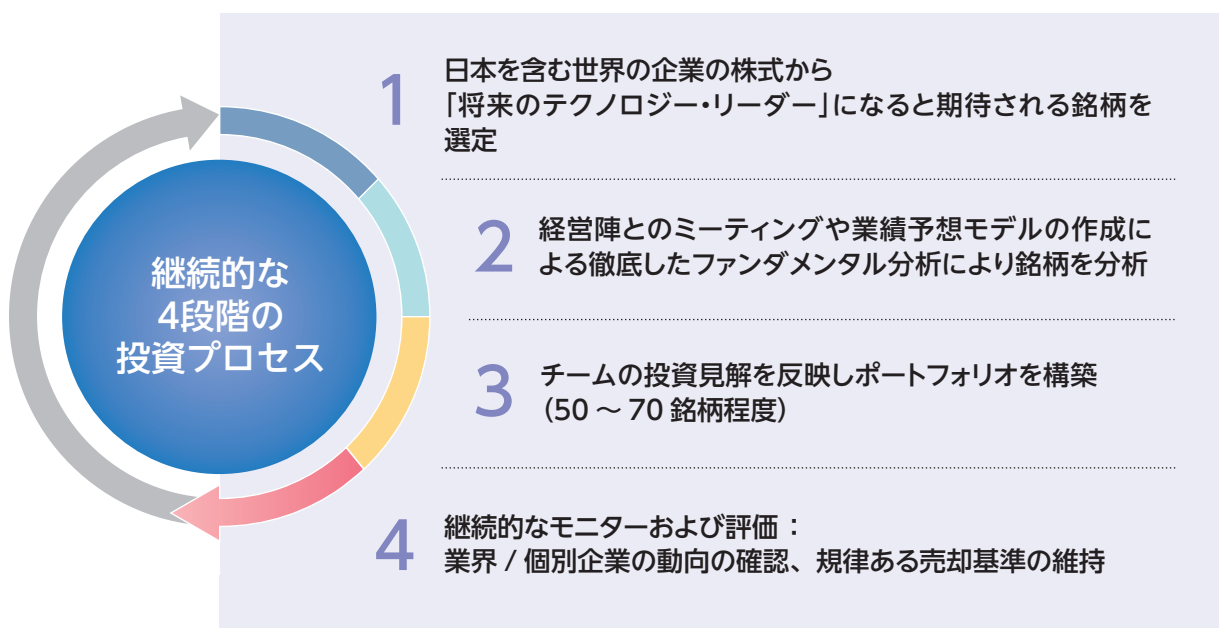 継続的な
4段階の
投資プロセス
1
日本を含む世界の企業の株式から
「将来のテクノロジー・リーダー」になると期待される銘柄を
選定
2
経営陣とのミーティングや業績予想モデルの作成に
よる徹底したファンダメンタル分析により銘柄を分析
3
チームの投資見解を反映しポートフォリオを構築
(50 ～ 70 銘柄程度)
4
継続的なモニターおよび評価：
業界 / 個別企業の動向の確認、規律ある売却基準の維持